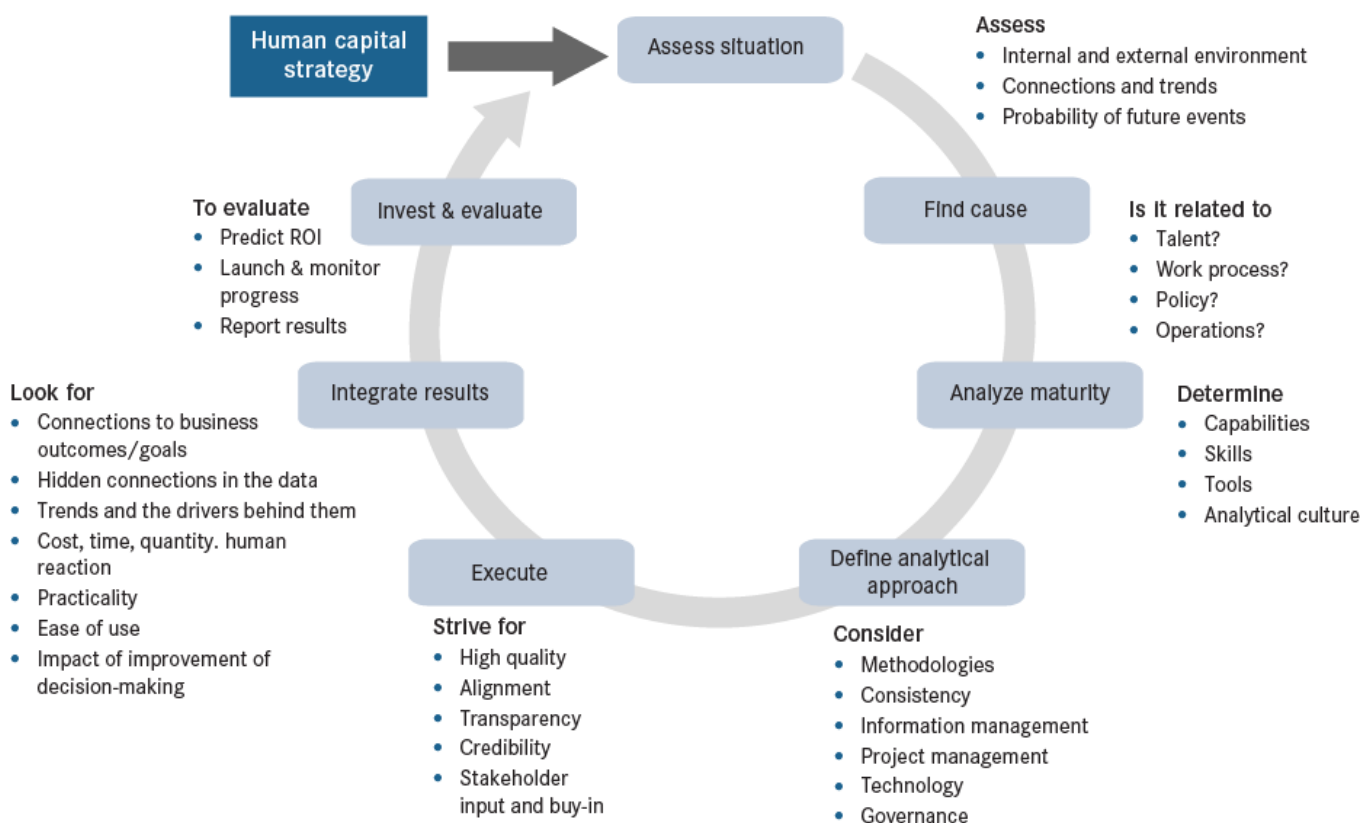 Human capital
strategy
Assess situation
Assess
• Internal and external environment
• Connections and trends
• Probability of future events
Find cause
Is it related to
• Talent?
• Work process?
• Policy?
• Operations?
Analyze maturity
Determine
• Capabilities
• Skills
• Tools
• Analytical culture
Define analytical
approach
Consider
• Methodologies
• Consistency
• Information management
• Project management
• Technology
• Governance
Execute
Strive for
• High quality
• Alignment
• Transparency
• Credibility
• Stakeholder
input and buy-in
Integrate results
Look for
• Connections to business
outcomes/goals
• Hidden connections in the data
• Trends and the drivers behind them
• Cost, time, quantity. human
reaction
• Practicality
• Ease of use
• Impact of improvement of
decision-making
Invest & evaluate
To evaluate
• Predict ROI
• Launch & monitor
progress
• Report results